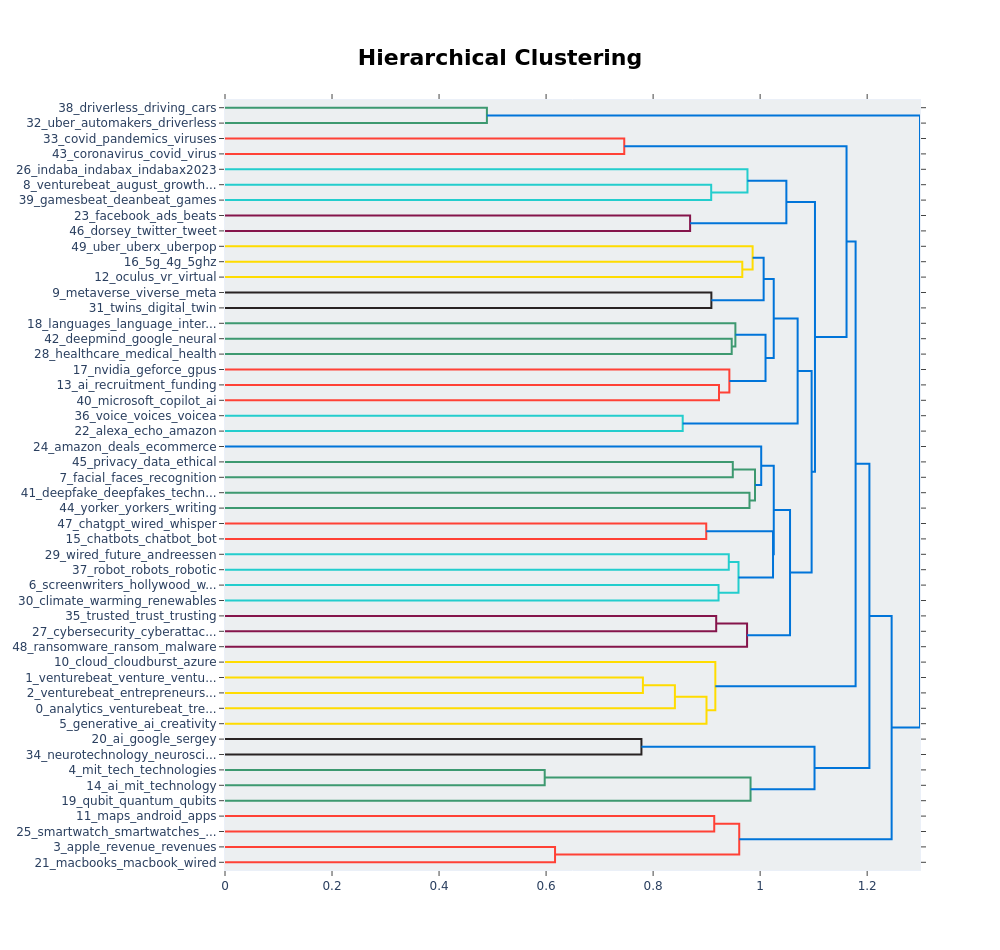 Hierarchical Clustering
38_driverless_driving_cars
32_uber_automakers_driverless
33_covid_pandemics_viruses
43_coronavirus_covid_virus
26_indaba_indabax_indabax2023
8_venturebeat_august_growth...
39_gamesbeat_deanbeat_games
23_facebook_ads_beats
46_dorsey_twitter_tweet
49_uber_uberx_uberpop
16_5g_4g_5ghz
12_oculus_vr_virtual
9_metaverse_viverse_meta
31_twins_digital_twin
18_languages_language_inter...
42_deepmind_google_neural
28_healthcare_medical_health
17_nvidia_geforce_gpus
13_ai_recruitment_funding
40_microsoft_copilot_ai
36_voice_voices_voicea
22_alexa_echo_amazon
24_amazon_deals_ecommerce
45_privacy_data_ethical
7_facial_faces_recognition
41_deepfake_deepfakes_techn...
44_yorker_yorkers_writing
47_chatgpt_wired_whisper
15_chatbots_chatbot_bot
29_wired_future_andreessen
37_robot_robots_robotic
6_screenwriters_hollywood_w...
30_climate_warming_renewables
35_trusted_trust_trusting
27_cybersecurity_cyberattac...
48_ransomware_ransom_malware
10_cloud_cloudburst_azure
1_venturebeat_venture_ventu...
2_venturebeat_entrepreneurs...
0_analytics_venturebeat_tre...
5_generative_ai_creativity
20_ai_google_sergey
34_neurotechnology_neurosci...
4_mit_tech_technologies
14_ai_mit_technology
19_qubit_quantum_qubits
11_maps_android_apps
25_smartwatch_smartwatches_...
3_apple_revenue_revenues
21_macbooks_macbook_wired
0 0.2 0.4 0.6 0.8 1 1.2